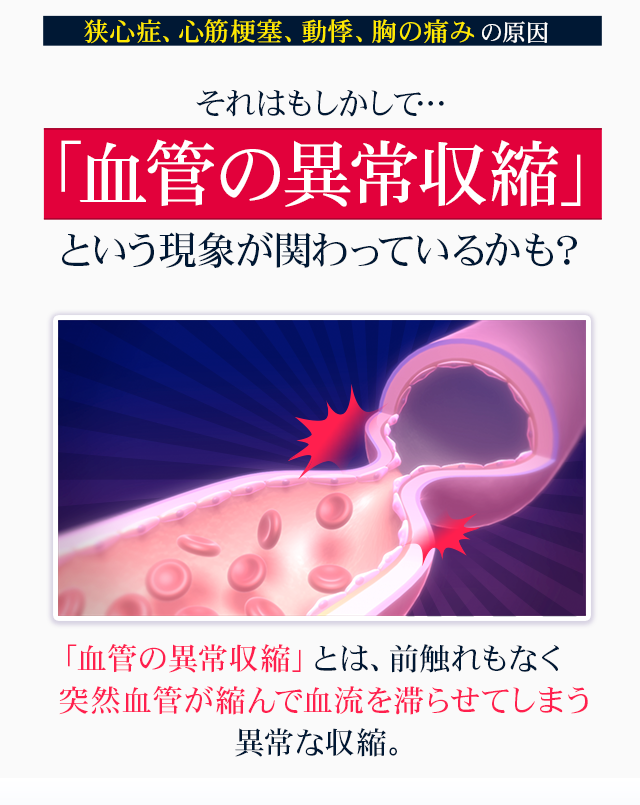 狭心症、心筋梗塞、動悸、胸の痛みの原因
それはもしかして…
「血管の異常収縮」
という現象が関わっているかも?
「血管の異常収縮」とは、前触れもなく
突然血管が縮んで血流を滞らせてしまう
異常な収縮。